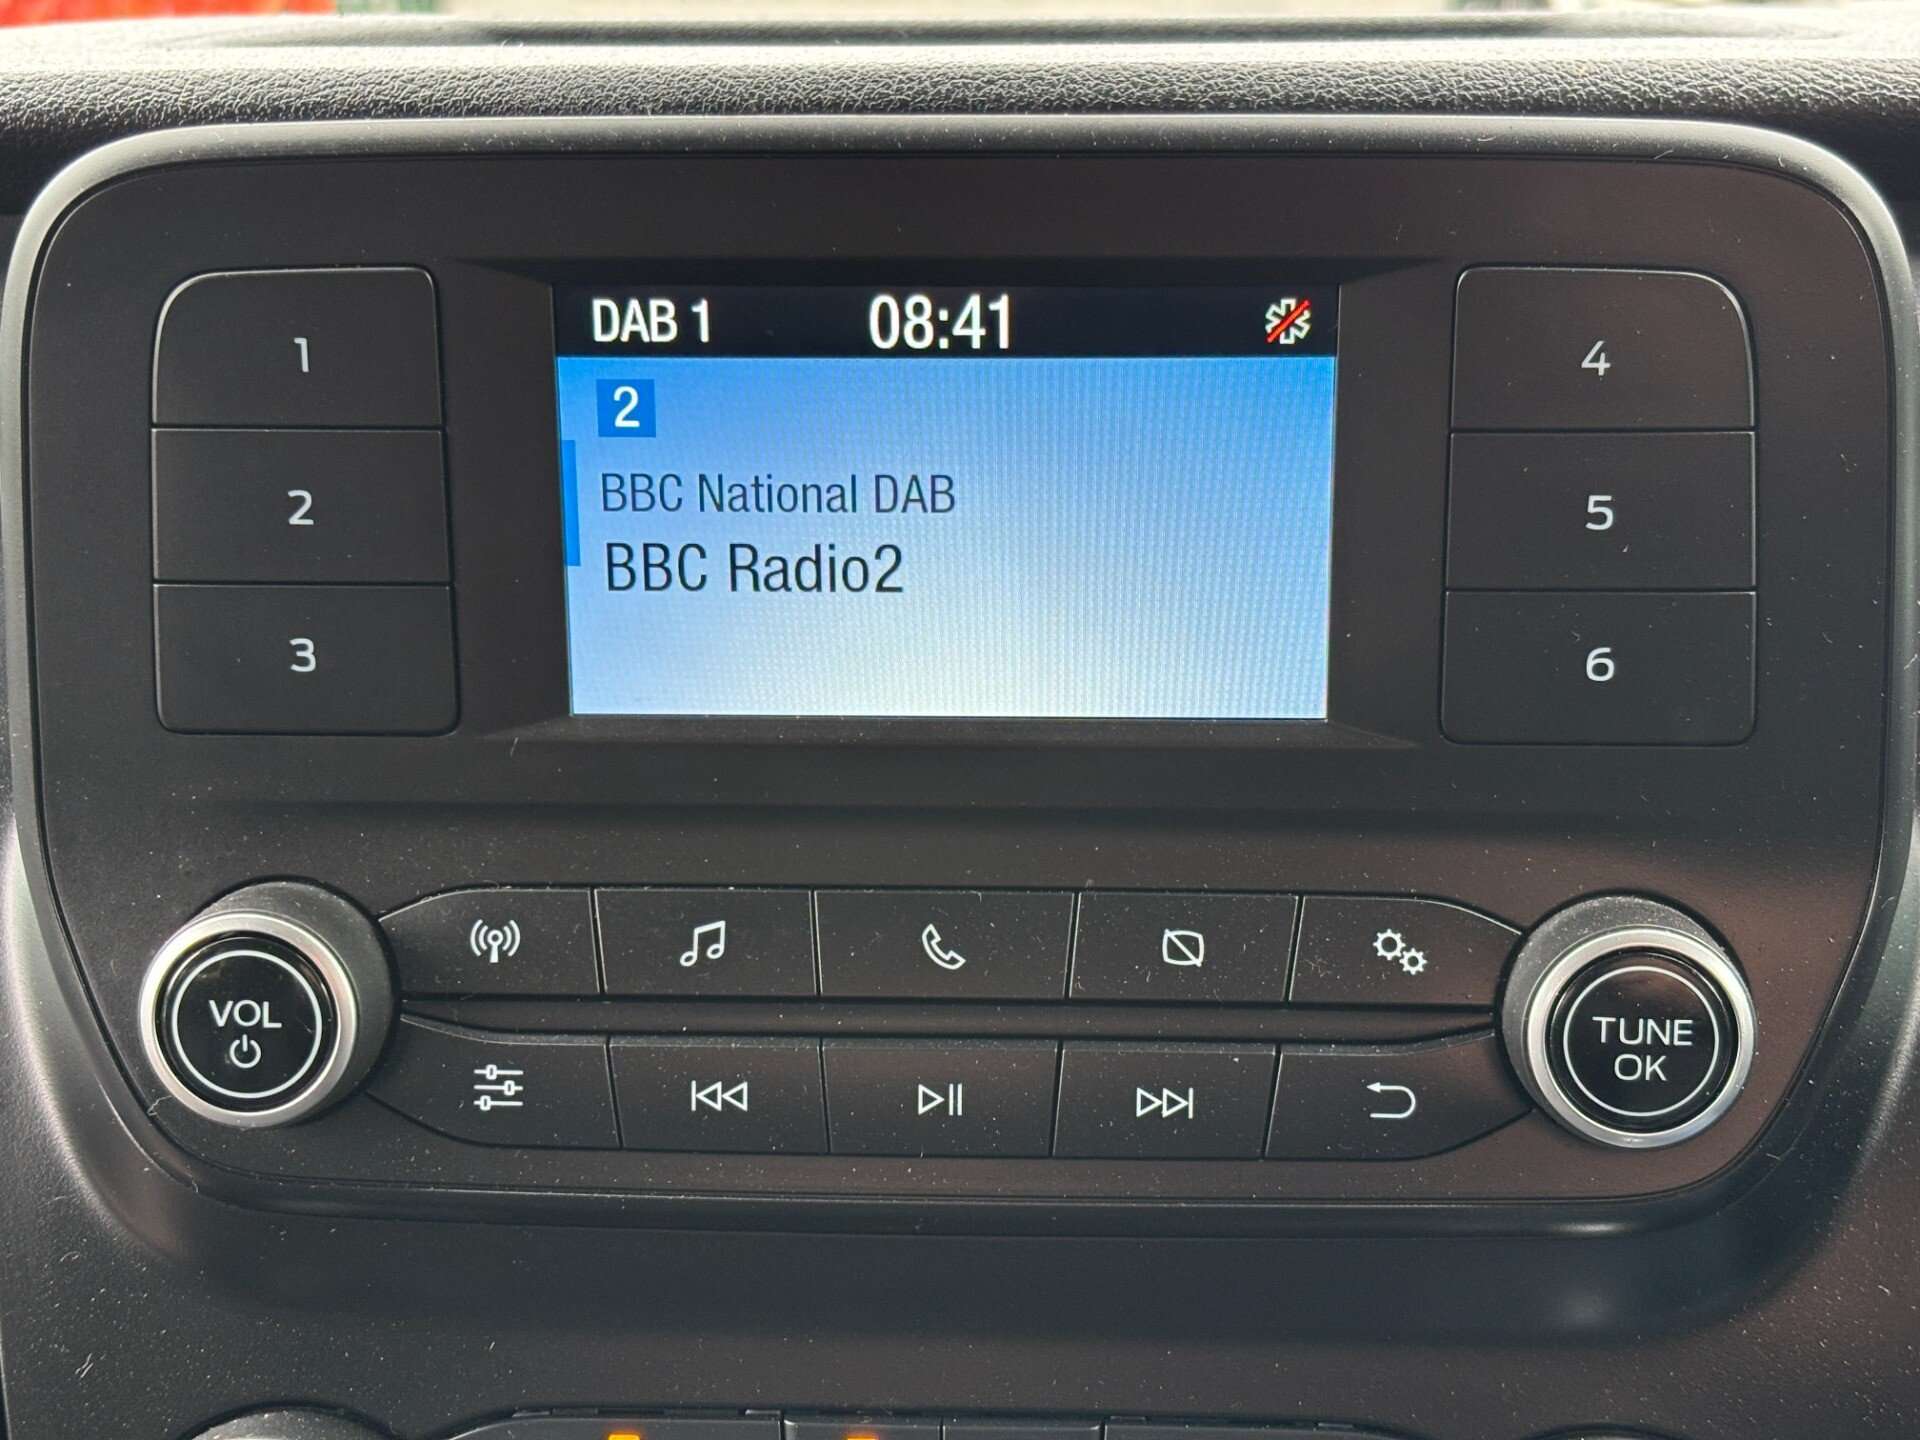 DAB 1 08:41
2
BBC National DAB
BBC Radio2
1
2
3
4
5
6
VOL
TUNE
OK